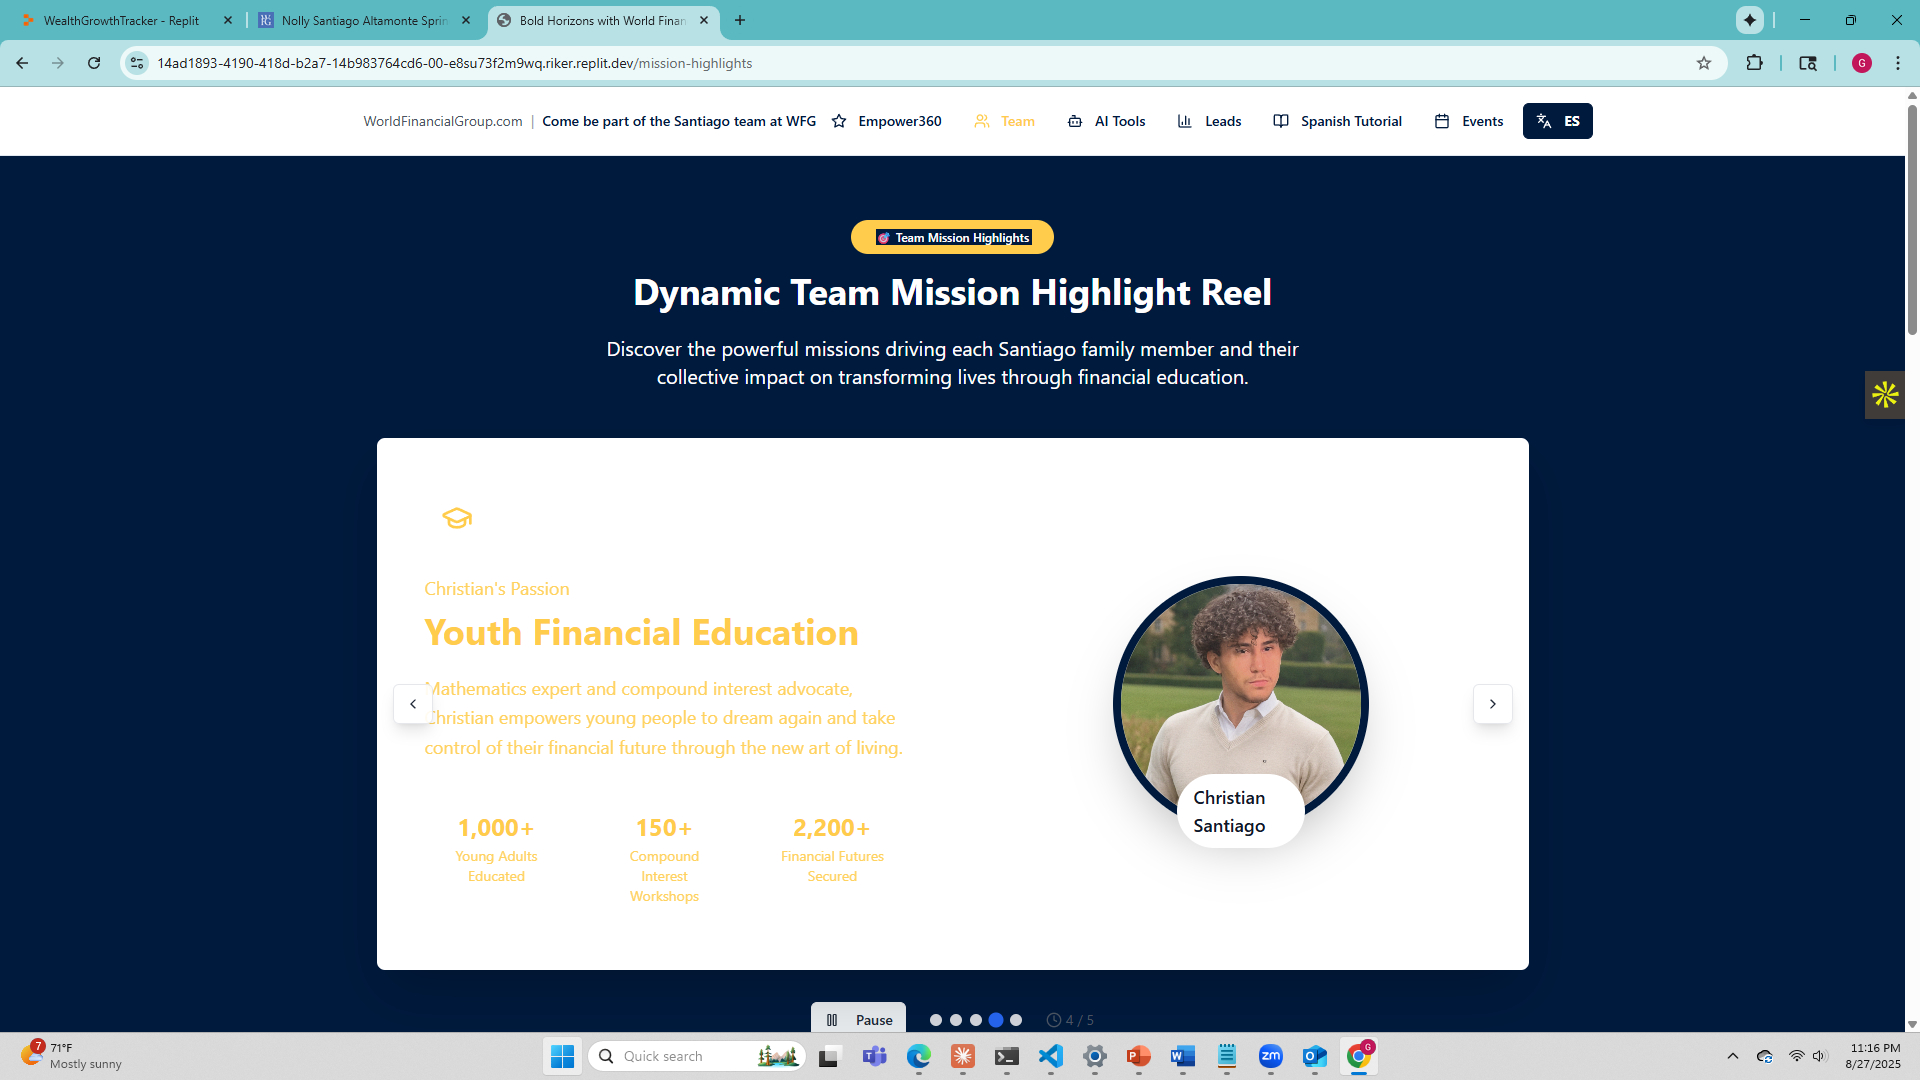 WealthGrowthTracker - Replit
Nolly Santiago Altamonte Sprin
Bold Horizons with World Finan
14ad1893-4190-418d-b2a7-14b983764cd6-00-e8su73f2m9wq.riker.replit.dev/mission-highlights
G
WorldFinancialGroup.com | Come be part of the Santiago team at WFG Empower360 Team AI Tools Leads Spanish Tutorial Events ES
Team Mission Highlights
Dynamic Team Mission Highlight Reel
Discover the powerful missions driving each Santiago family member and their
collective impact on transforming lives through financial education.
Christian's Passion
Youth Financial Education
Mathematics expert and compound interest advocate,
Christian empowers young people to dream again and take
control of their financial future through the new art of living.
1,000+
Young Adults
Educated
150+
Compound
Interest
Workshops
2,200+
Financial Futures
Secured
Christian
Santiago
Pause
4 / 5
7
71°F
Mostly sunny
Quick search
zm
G
11:16 PM
8/27/2025